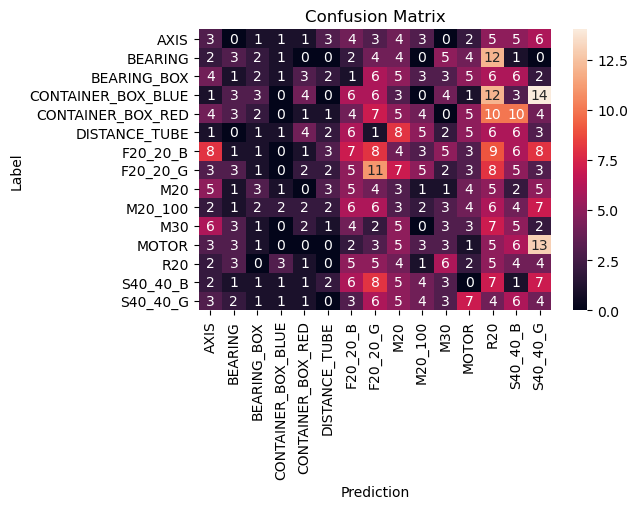 Confusion Matrix
AXIS 3 0 1 1 1 3 4 3 4 3 0 2 5 5 6
BEARING 2 3 2 1 0 0 2 4 4 0 5 4 12 1 0
BEARING_BOX 4 1 2 1 3 2 1 6 5 3 3 5 6 6 2
CONTAINER_BOX_BLUE 1 3 3 0 4 0 6 6 3 0 4 1 12 3 14
CONTAINER_BOX_RED 4 3 2 0 1 1 4 7 5 4 0 5 10 10 4
DISTANCE_TUBE 1 0 1 1 4 2 6 1 8 5 2 5 6 6 3
F20_20_B 8 1 1 0 1 3 7 8 4 3 5 3 9 6 8
F20_20_G 3 3 1 0 2 2 5 11 7 5 2 3 8 5 3
M20 5 1 3 1 0 3 5 4 3 1 1 4 5 2 5
M20_100 2 1 2 2 2 2 6 6 3 2 3 4 6 4 7
M30 6 3 1 0 2 1 4 2 5 0 3 3 7 5 2
MOTOR 3 3 1 0 0 0 2 3 5 3 3 1 5 6 13
R20 2 3 0 3 1 0 5 5 4 1 6 2 5 4 4
S40_40_B 2 1 1 1 1 2 6 8 5 4 3 0 7 1 7
S40_40_G 3 2 1 1 1 0 3 6 5 4 3 7 4 6 4
Label
AXIS
BEARING
BEARING_BOX
CONTAINER_BOX_BLUE
CONTAINER_BOX_RED
DISTANCE_TUBE
F20_20_B
F20_20_G
M20
M20_100
M30
MOTOR
R20
S40_40_B
S40_40_G
Prediction
12.5
10.0
7.5
5.0
2.5
0.0